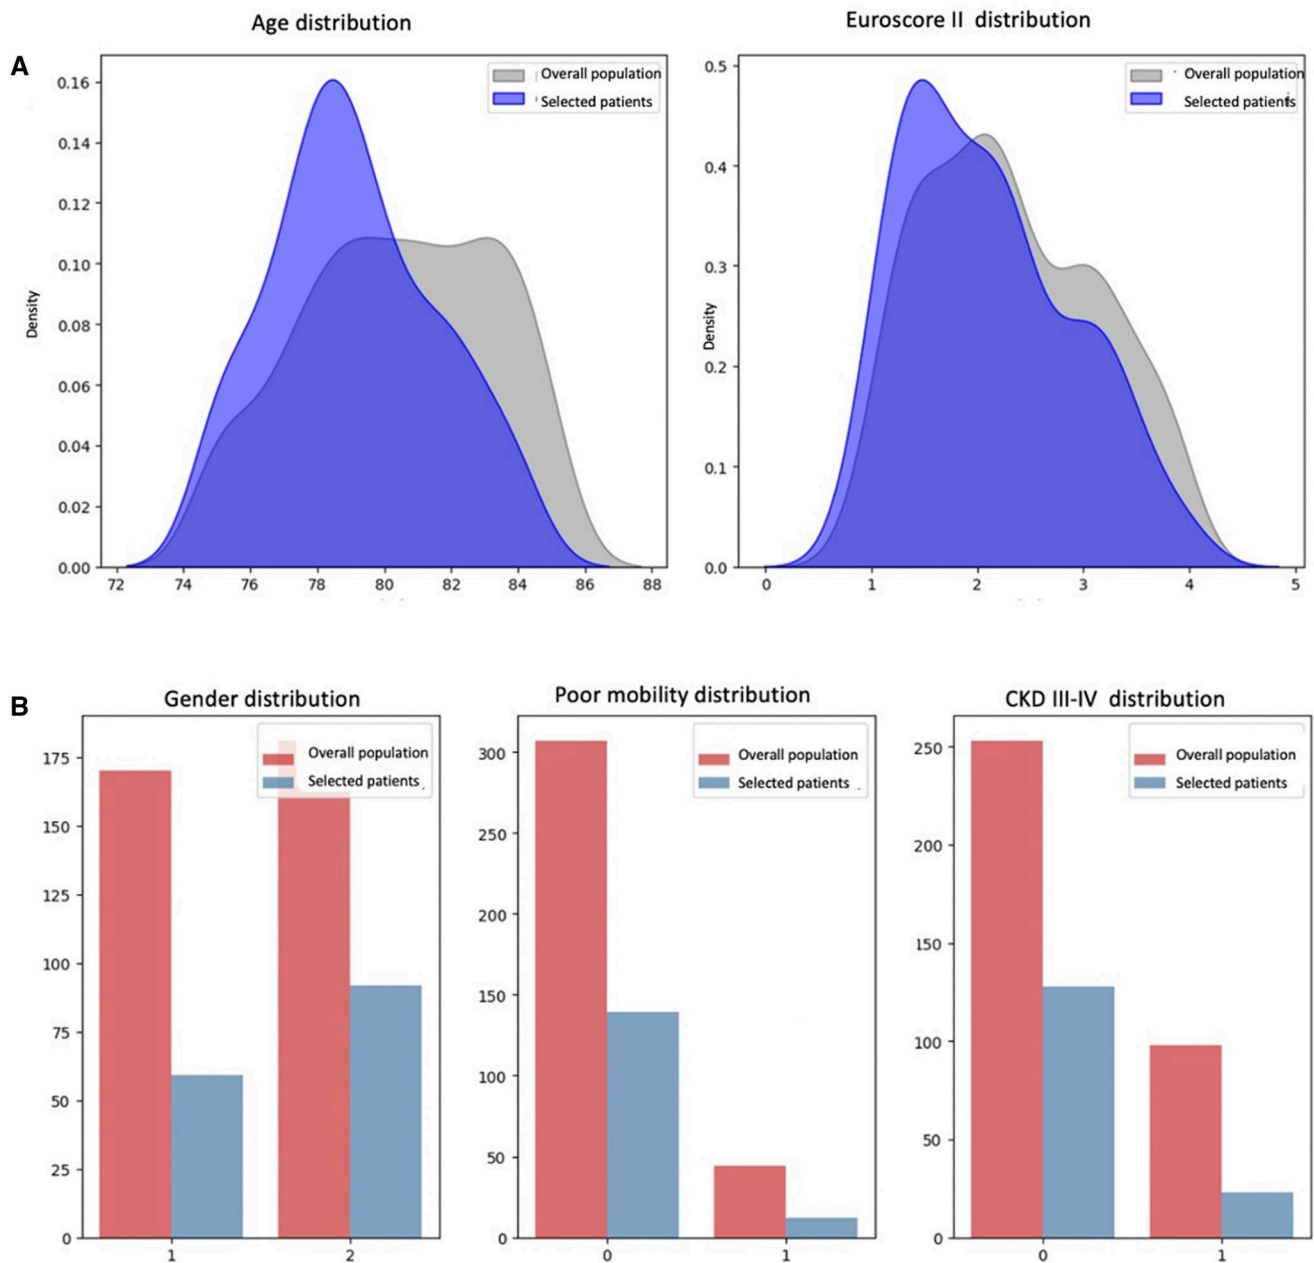 Age distribution
Euroscore II distribution
A
Overall population
Selected patients
Density
0.16
0.14
0.12
0.10
0.08
0.06
0.04
0.02
0.00
72 74 76 78 80 82 84 86 88
Overall population
Selected patients
Density
0.5
0.4
0.3
0.2
0.1
0.0
0 1 2 3 4 5
B
Gender distribution
Poor mobility distribution
CKD III-IV distribution
Overall population
Selected patients
175
150
125
100
75
50
25
0
1 2
Overall population
Selected patients
300
250
200
150
100
50
0
0 1
Overall population
Selected patients
250
200
150
100
50
0
0 1